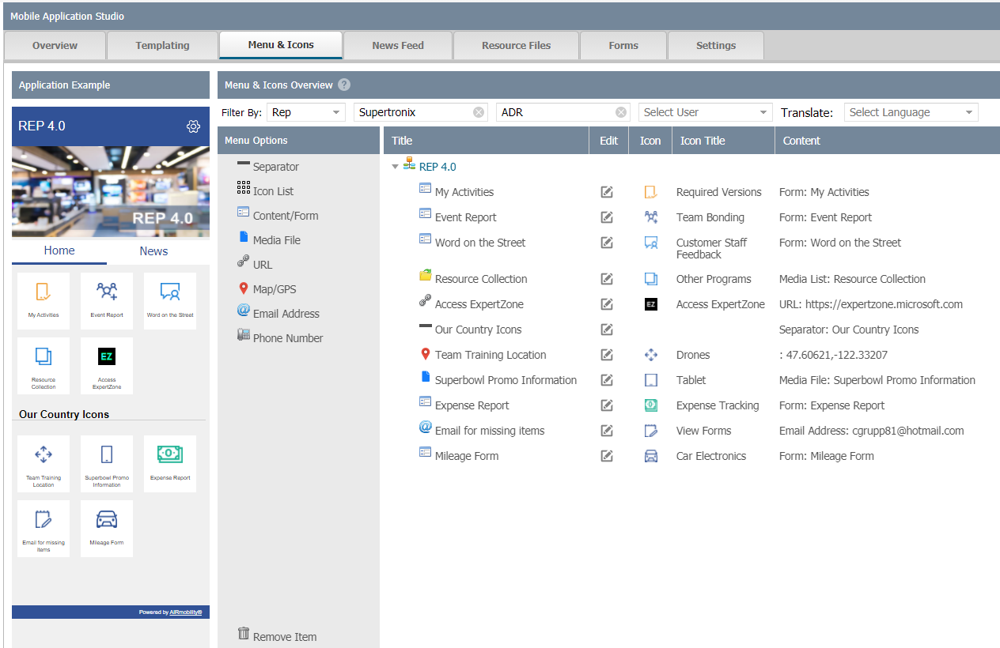 Mobile Application Studio
Overview
Templating
Menu & Icons
News Feed
Resource Files
Forms
Settings
Application Example
REP 4.0
REP 4.0
Home
News
My Activities
Event Report
Word on the Street
Resource
Collection
EZ
Access
ExpertZone
Our Country Icons
Team Training
Location
Superbowl Promo
Information
Expense Report
Email for missing
items
Mileage Form
Powered by AIRmobility®
Menu & Icons Overview ?
Filter By: Rep Supertronix ADR Select User Translate: Select Language
Menu Options
Separator
Icon List
Content/Form
Media File
URL
Map/GPS
Email Address
Phone Number
Remove Item
Title Edit Icon Icon Title Content
REP 4.0
My Activities Required Versions Form: My Activities
Event Report Team Bonding Form: Event Report
Word on the Street Customer Staff Form: Word on the Street
Feedback
Resource Collection Other Programs Media List: Resource Collection
Access ExpertZone EZ Access ExpertZone URL: https://expertzone.microsoft.com
Our Country Icons Separator: Our Country Icons
Team Training Location Drones : 47.60621,-122.33207
Superbowl Promo Information Tablet Media File: Superbowl Promo Information
Expense Report Expense Tracking Form: Expense Report
Email for missing items View Forms Email Address: cgrupp81@hotmail.com
Mileage Form Car Electronics Form: Mileage Form